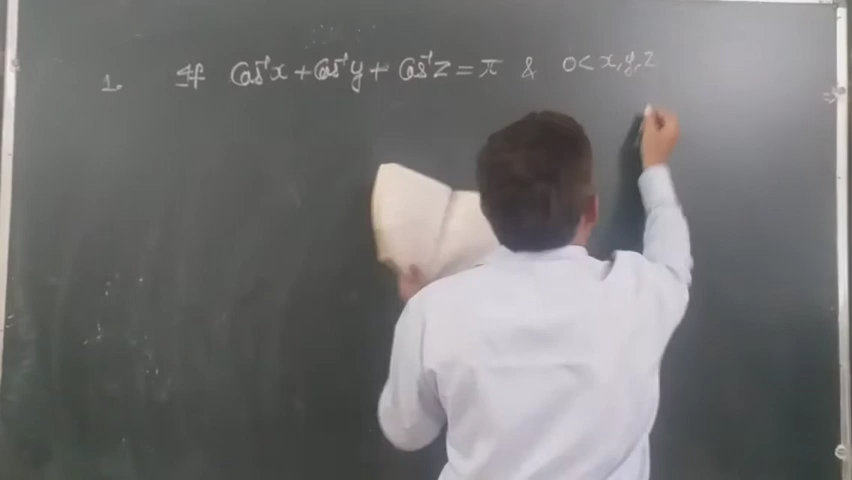 1. If Cos⁻¹x + Cos⁻¹y + Cos⁻¹z = π & 0 < x, y, z